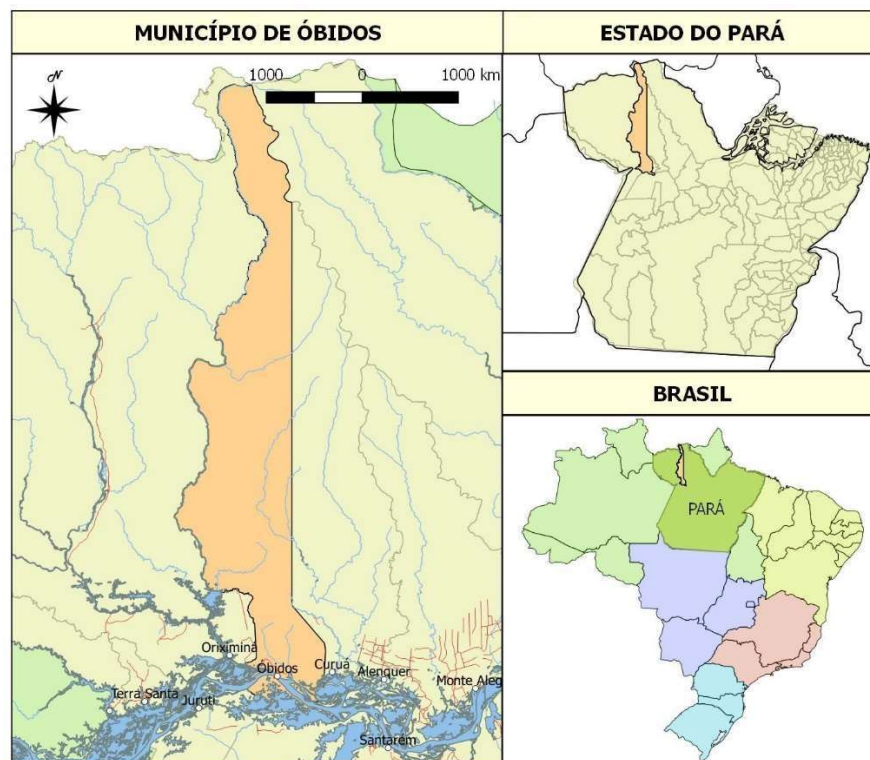 MUNICÍPIO DE ÓBIDOS
N
1000 0 1000 km
Oriximiná
Óbidos
Curuá
Alenquer
Terra Santa
Juruti
Monte Aleg
Santarém
ESTADO DO PARÁ
BRASIL
PARÁ